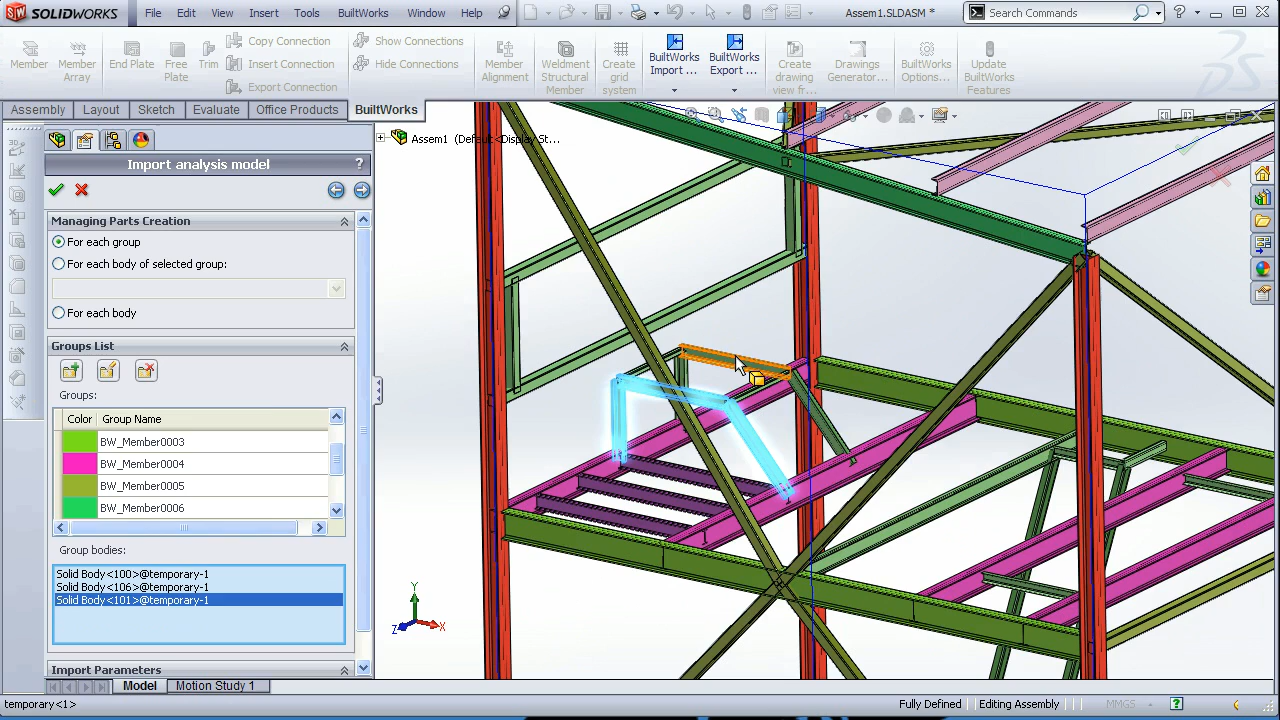 SOLIDWORKS File Edit View Insert Tools BuiltWorks Window Help Assem1.SLDASM * Search Commands
Member Member Array End Plate Free Plate Trim Copy Connection Insert Connection Export Connection Show Connections Hide Connections Member Alignment Weldment Structural Member Create grid system BuiltWorks Import ... BuiltWorks Export ... Create drawing view fr... Drawings Generator... BuiltWorks Options... Update BuiltWorks Features
Assembly Layout Sketch Evaluate Office Products BuiltWorks
Assem1 (Default<Display St...
Import analysis model ?
Managing Parts Creation
For each group
For each body of selected group:
For each body
Groups List
Groups:
Color Group Name
BW_Member0003
BW_Member0004
BW_Member0005
BW_Member0006
Group bodies:
Solid Body<100>@temporary-1
Solid Body<106>@temporary-1
Solid Body<101>@temporary-1
Y
Z X
Import Parameters
Model Motion Study 1
temporary<1> Fully Defined Editing Assembly MMGS ?